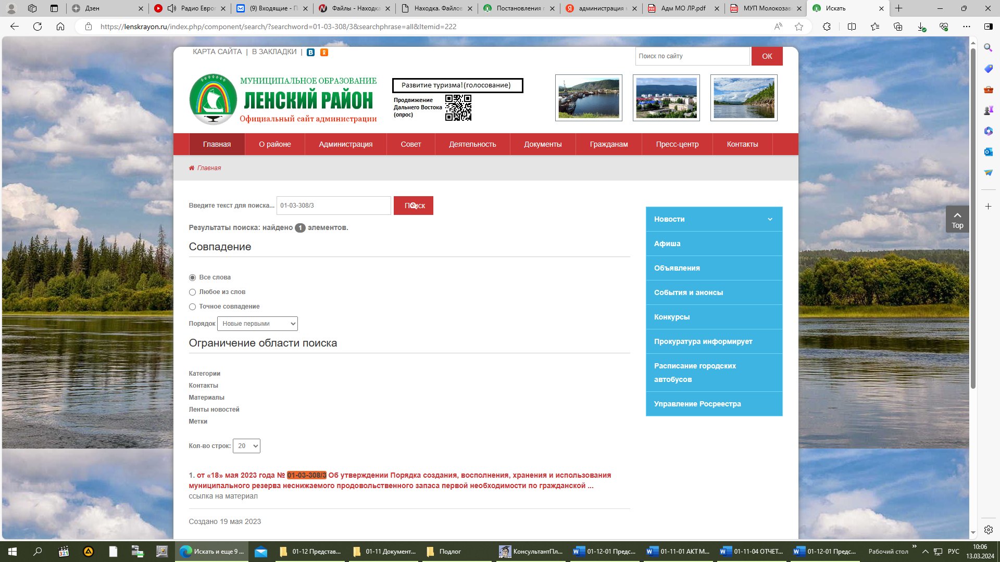 Дзен
Радио Евро
(9) Входящие - П
Файлы - Находка
Находка. Файлов
Постановления г
администрация м
Адм МО ЛР.pdf
МУП Молокозав
Искать
https://lenskrayon.ru/index.php/component/search/?searchword=01-03-308/3&searchphrase=all&Itemid=222
КАРТА САЙТА | В ЗАКЛАДКИ |
Поиск по сайту
ОК
МУНИЦИПАЛЬНОЕ ОБРАЗОВАНИЕ
ЛЕНСКИЙ РАЙОН
Официальный сайт администрации
Развитие туризма!(голосование)
Продвижение
Дальнего Востока
(опрос)
Главная
О районе
Администрация
Совет
Деятельность
Документы
Гражданам
Пресс-центр
Контакты
Главная
Введите текст для поиска... 01-03-308/3 Поиск
Результаты поиска: найдено 1 элементов.
Совпадение
Все слова
Любое из слов
Точное совпадение
Порядок Новые первыми
Ограничение области поиска
Категории
Контакты
Материалы
Ленты новостей
Метки
Кол-во строк: 20
1. от «18» мая 2023 года № 01-03-308/3 Об утверждении Порядка создания, восполнения, хранения и использования
муниципального резерва неснижаемого продовольственного запаса первой необходимости по гражданской ...
ссылка на материал
Создано 19 мая 2023
Новости
Афиша
Объявления
События и анонсы
Конкурсы
Прокуратура информирует
Расписание городских
автобусов
Управление Росреестра
Top
321
Искать и еще 9 ...
01-12 Представ...
01-11 Документ...
Подлог
КонсультантПл...
01-12-01 Предс...
01-11-01 АКТ М...
01-11-04 ОТЧЕТ...
01-12-01 Предс...
Рабочий стол
РУС
10:06
13.03.2024